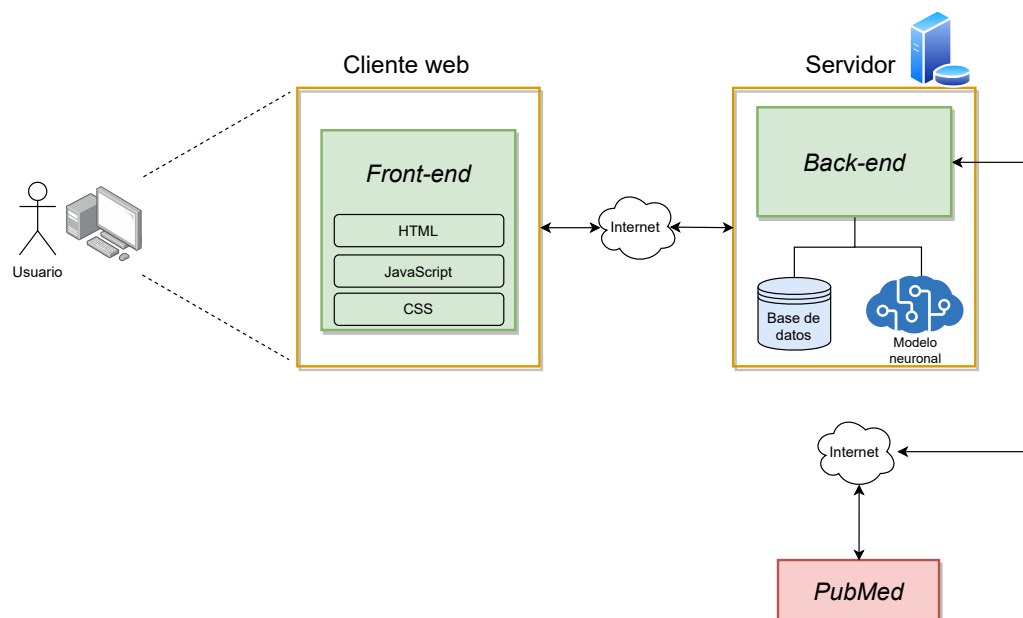 Cliente web
Servidor
Front-end
Back-end
HTML
Internet
JavaScript
Usuario
CSS
Base de
datos
Modelo
neuronal
Internet
PubMed